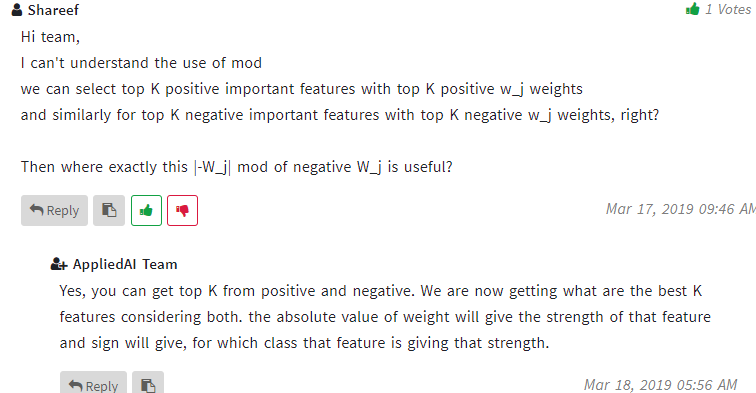 Shareef
1 Votes
Hi team,
I can't understand the use of mod
we can select top K positive important features with top K positive w_j weights
and similarly for top K negative important features with top K negative w_j weights, right?
Then where exactly this |-W_j| mod of negative W_j is useful?
Reply
Mar 17, 2019 09:46 AM
AppliedAI Team
Yes, you can get top K from positive and negative. We are now getting what are the best K
features considering both. the absolute value of weight will give the strength of that feature
and sign will give, for which class that feature is giving that strength.
Reply
Mar 18, 2019 05:56 AM